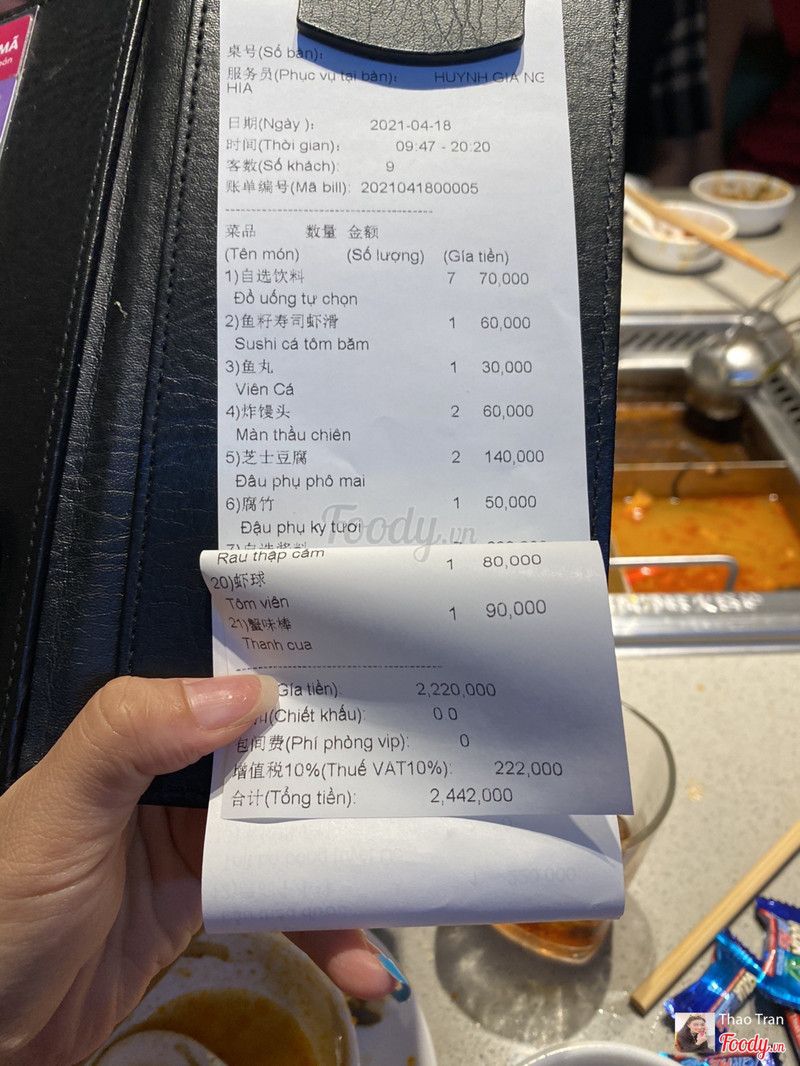 MÃ
桌号(Số bàn):
服务员(Phục vụ tại bàn): HUYNH GIA NG
HIA
日期(Ngày ): 2021-04-18
时间(Thời gian): 09:47 - 20:20
客数(Số khách): 9
账单编号(Mã bill): 2021041800005
菜品 数量 金额
(Tên món) (Số lượng) (Gía tiền)
1)自选饮料 7 70,000
Đồ uống tự chọn
2)鱼籽寿司虾滑 1 60,000
Sushi cá tôm băm
3)鱼丸 1 30,000
Viên Cá
4)炸馒头 2 60,000
Màn thầu chiên
5)芝士豆腐 2 140,000
Đâu phụ phô mai
6)腐竹 1 50,000
Đậu phụ ky tươi
Foody.vn
7)自选酱料
Rau thập cẩm
20)虾球 1 80,000
Tôm viên
21)蟹味棒 1 90,000
Thanh cua
Gía tiền): 2,220,000
(Chiết khấu): 0 0
包间费(Phí phòng vip): 0
增值税10%(Thuế VAT10%): 222,000
合计(Tổng tiền): 2,442,000
Thao Tran
Foody.vn